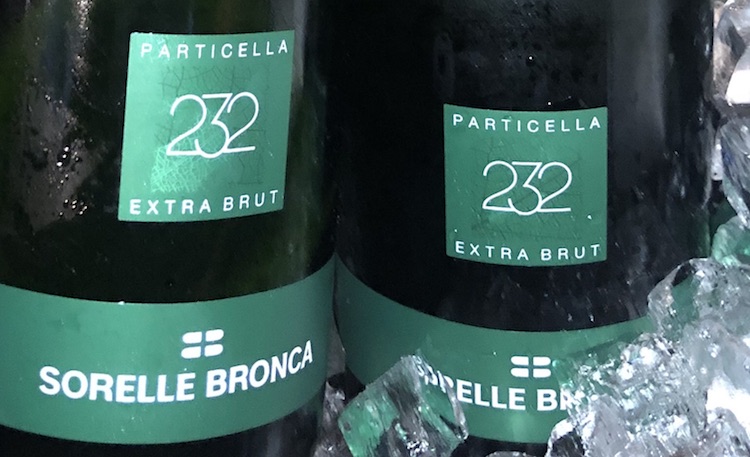 PARTICELLA
232
EXTRA BRUT
SORELLE BRONCA
PARTICELLA
232
EXTRA BRUT